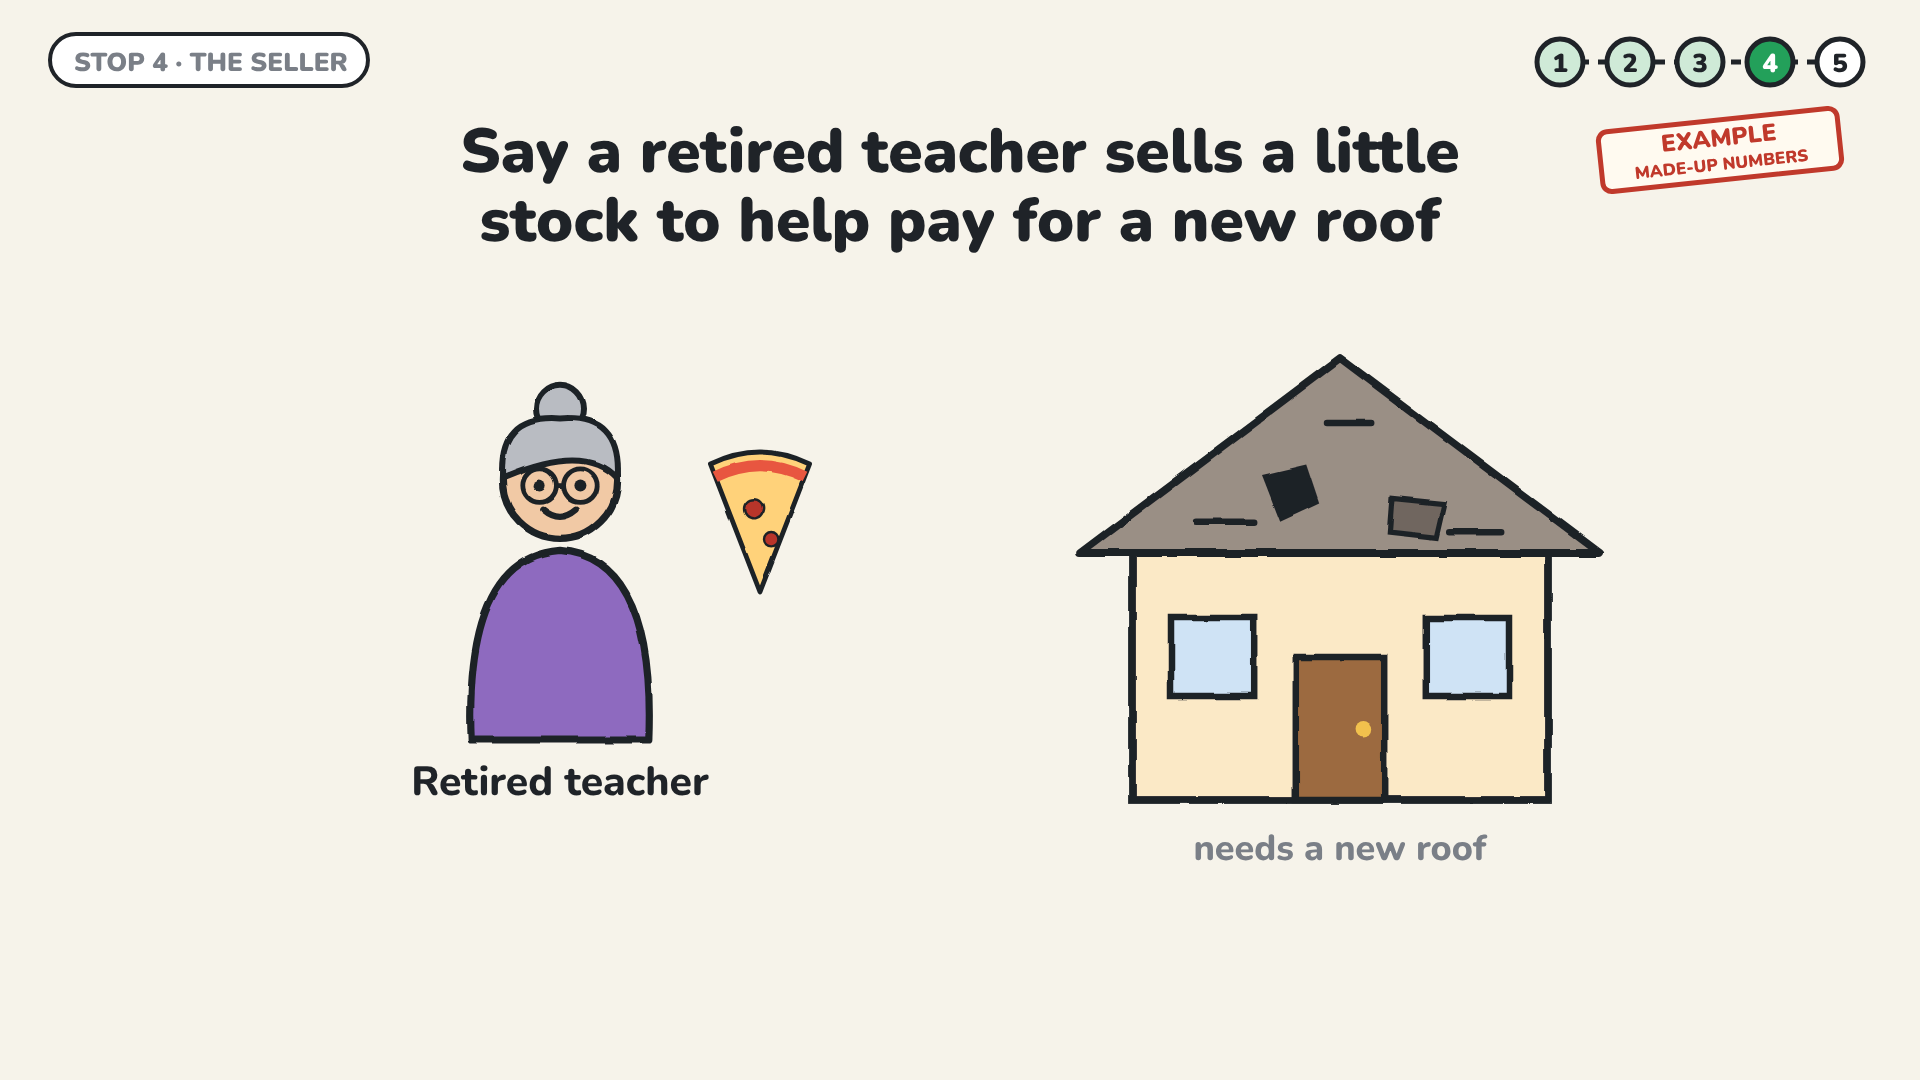 STOP 4 · THE SELLER
1 2 3 4 5
EXAMPLE
MADE-UP NUMBERS
Say a retired teacher sells a little
stock to help pay for a new roof
Retired teacher
needs a new roof